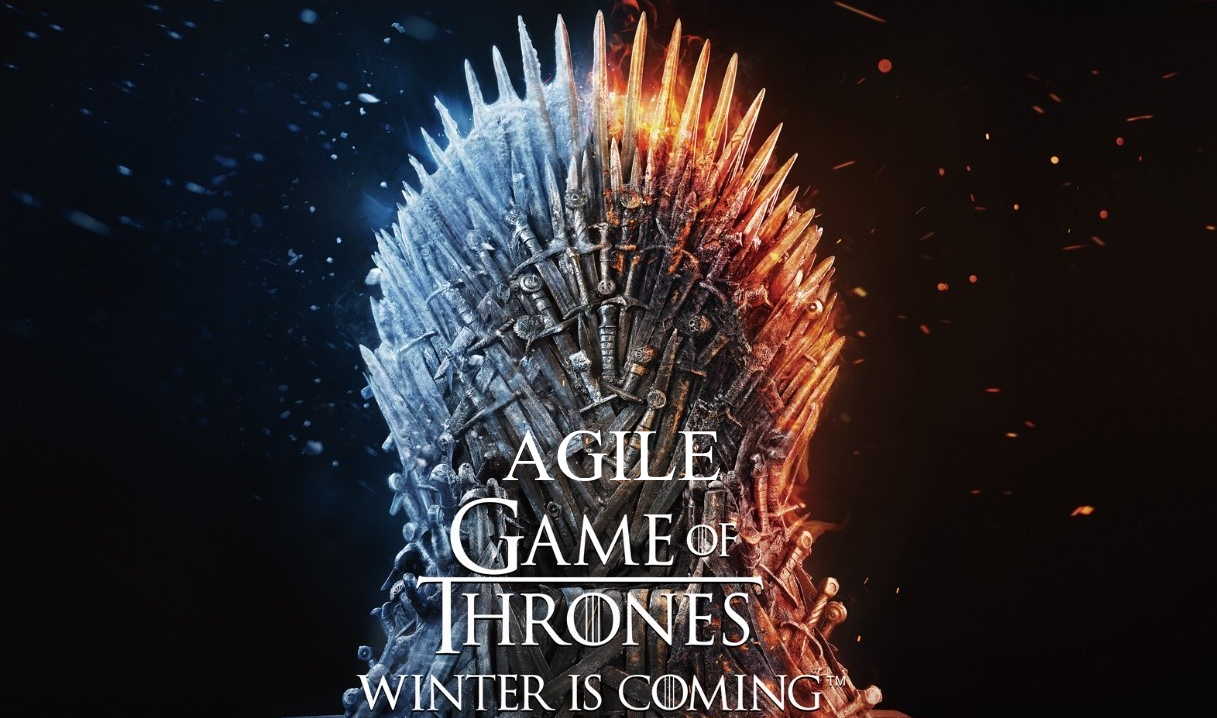 AGILE
GAME OF
THRONES
WINTER IS COMING™